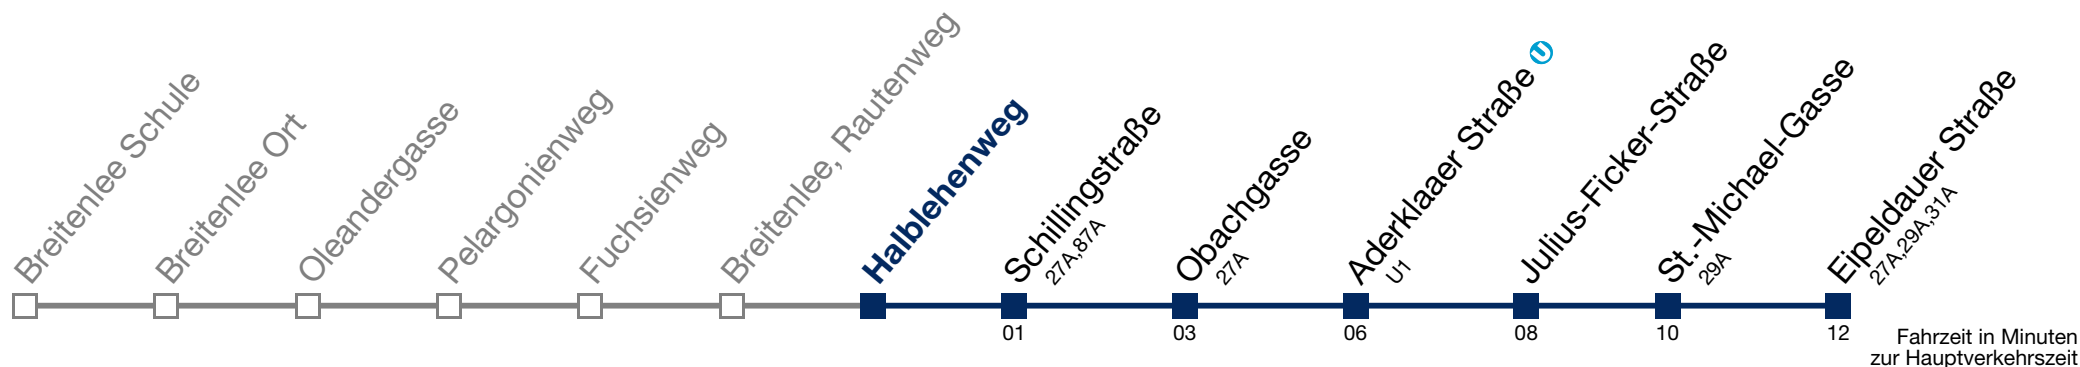 Breitenlee Schule
Breitenlee Ort
Oleandergasse
Pelargonienweg
Fuchsienweg
Breitenlee, Rautenweg
Halblehenweg
Schilllingstraße
27A,87A
Obachgasse
27A
Aderklaaer Straße U
U1
Julius-Ficker-Straße
St.-Michael-Gasse
29A
Eipeldauer Straße
27A,29A,31A
01
03
06
08
10
12
Fahrzeit in Minuten
zur Hauptverkehrszeit